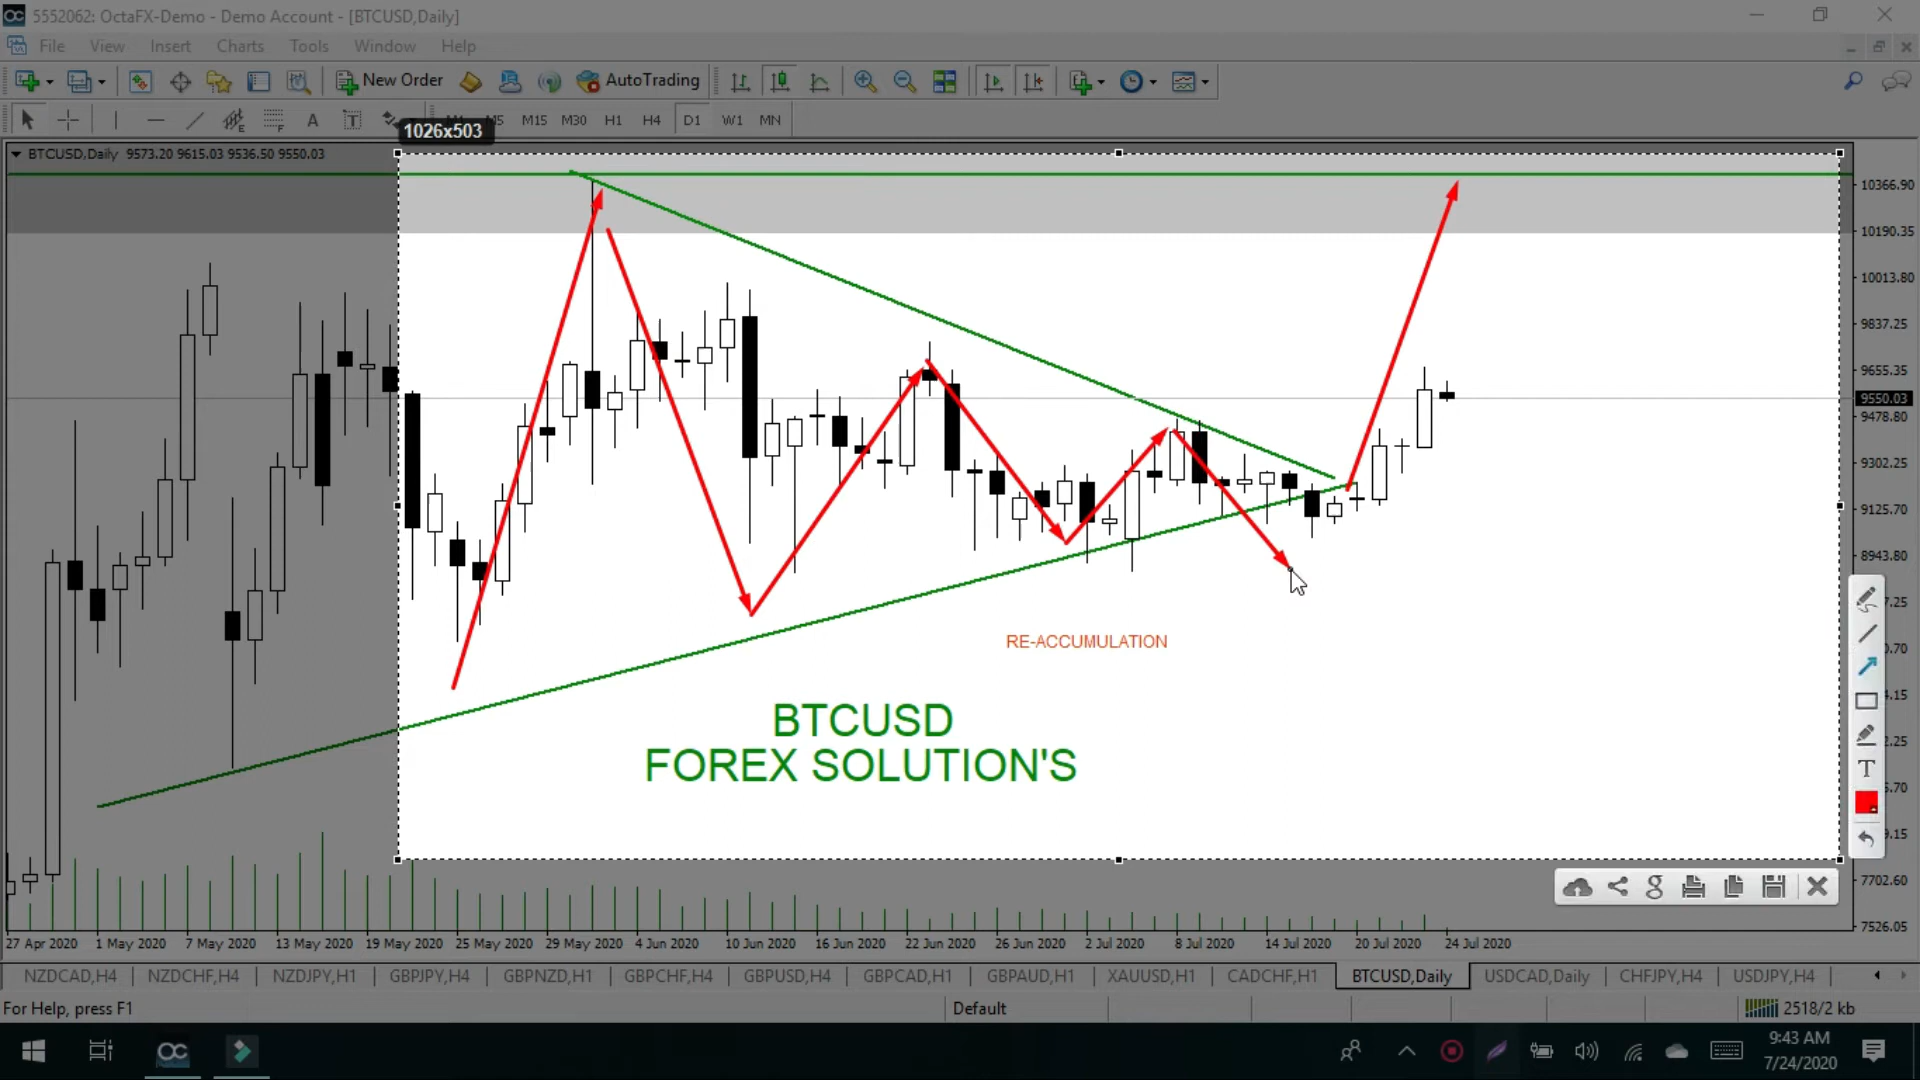 5552062: OctaFX-Demo - Demo Account - [BTCUSD,Daily]
File View Insert Charts Tools Window Help
New Order AutoTrading
A T M5 M15 M30 H1 H4 D1 W1 MN
1026x503
BTCUSD,Daily 9573.20 9615.03 9536.50 9550.03
10366.90
10190.35
10013.80
9837.25
9655.35
9550.03
9478.80
9302.25
9125.70
8943.80
RE-ACCUMULATION
BTCUSD
FOREX SOLUTION'S
T
7702.60
7526.05
27 Apr 2020 1 May 2020 7 May 2020 13 May 2020 19 May 2020 25 May 2020 29 May 2020 4 Jun 2020 10 Jun 2020 16 Jun 2020 22 Jun 2020 26 Jun 2020 2 Jul 2020 8 Jul 2020 14 Jul 2020 20 Jul 2020 24 Jul 2020
NZDCAD,H4 NZDCHF,H4 NZDJPY,H1 GBPJPY,H4 GBPNZD,H1 GBPCHF,H4 GBPUSD,H4 GBPCAD,H1 GBPAUD,H1 XAUUSD,H1 CADCHF,H1 BTCUSD,Daily USDCAD,Daily CHFJPY,H4 USDJPY,H4
For Help, press F1 Default 2518/2 kb
9:43 AM
7/24/2020